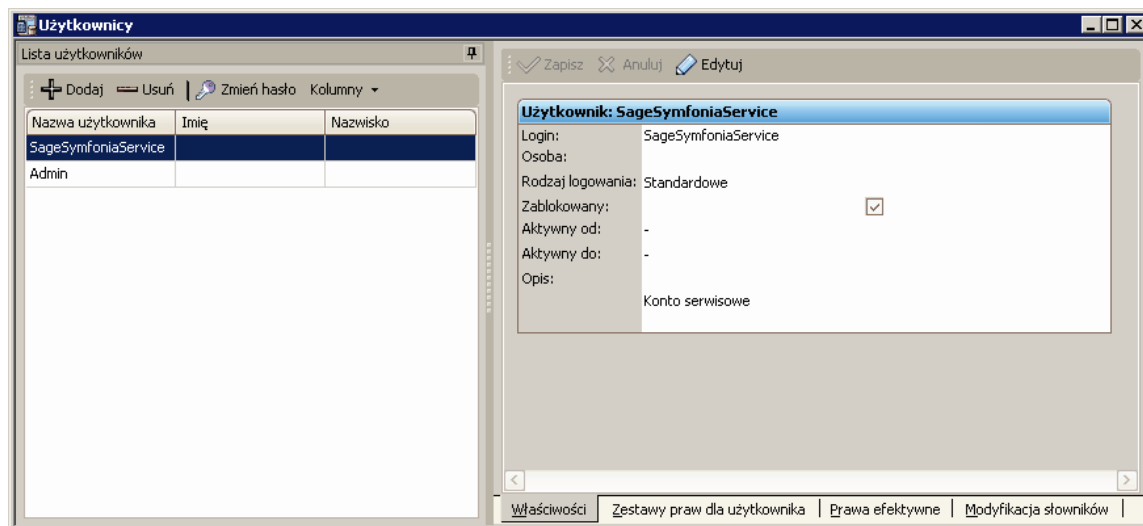 Użytkownicy
Lista użytkowników
Dodaj Usuń Zmień hasło Kolumny
Nazwa użytkownika Imię Nazwisko
SageSymfoniaService
Admin
Zapisz Anuluj Edytuj
Użytkownik: SageSymfoniaService
Login: SageSymfoniaService
Osoba:
Rodzaj logowania: Standardowe
Zablokowany:
Aktywny od: -
Aktywny do: -
Opis:
Konto serwisowe
Właściwości Zestawy praw dla użytkownika Prawa efektywne Modyfikacja słowników